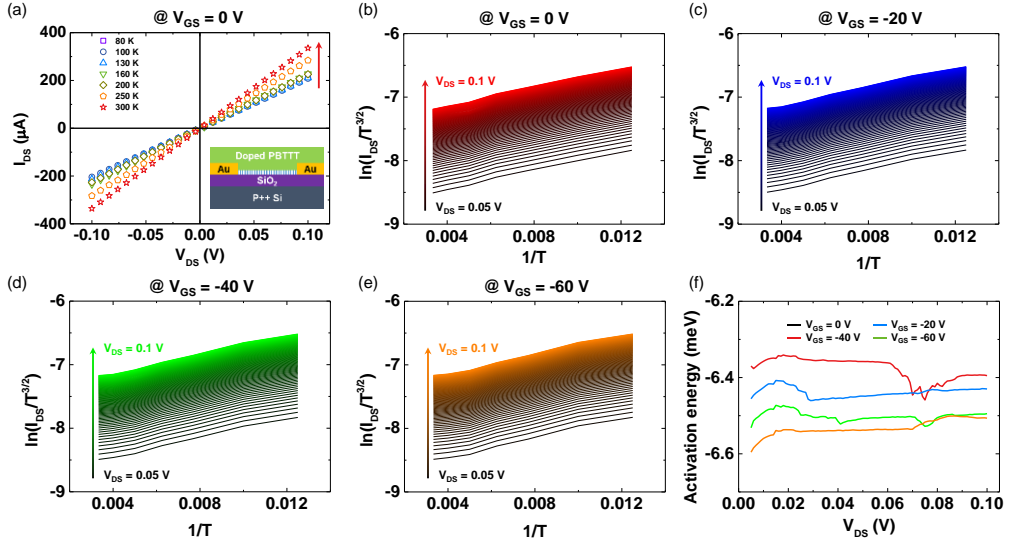 (a)
@ V_GS = 0 V
400
200
0
-200
-400
I_DS (µA)
80 K
100 K
130 K
160 K
200 K
250 K
300 K
Doped PBTTT
Au
Au
SiO₂
P++ Si
-0.10
-0.05
0.00
0.05
0.10
V_DS (V)
(b)
@ V_GS = 0 V
-6
-7
-8
-9
ln(I_DS/T^3/2)
V_DS = 0.1 V
V_DS = 0.05 V
0.004
0.008
0.012
1/T
(c)
@ V_GS = -20 V
-6
-7
-8
-9
ln(I_DS/T^3/2)
V_DS = 0.1 V
V_DS = 0.05 V
0.004
0.008
0.012
1/T
(d)
@ V_GS = -40 V
-6
-7
-8
-9
ln(I_DS/T^3/2)
V_DS = 0.1 V
V_DS = 0.05 V
0.004
0.008
0.012
1/T
(e)
@ V_GS = -60 V
-6
-7
-8
-9
ln(I_DS/T^3/2)
V_DS = 0.1 V
V_DS = 0.05 V
0.004
0.008
0.012
1/T
(f)
-6.2
-6.4
-6.6
Activation energy (meV)
V_GS = 0 V
V_GS = -20 V
V_GS = -40 V
V_GS = -60 V
0.00
0.02
0.04
0.06
0.08
0.10
V_DS (V)